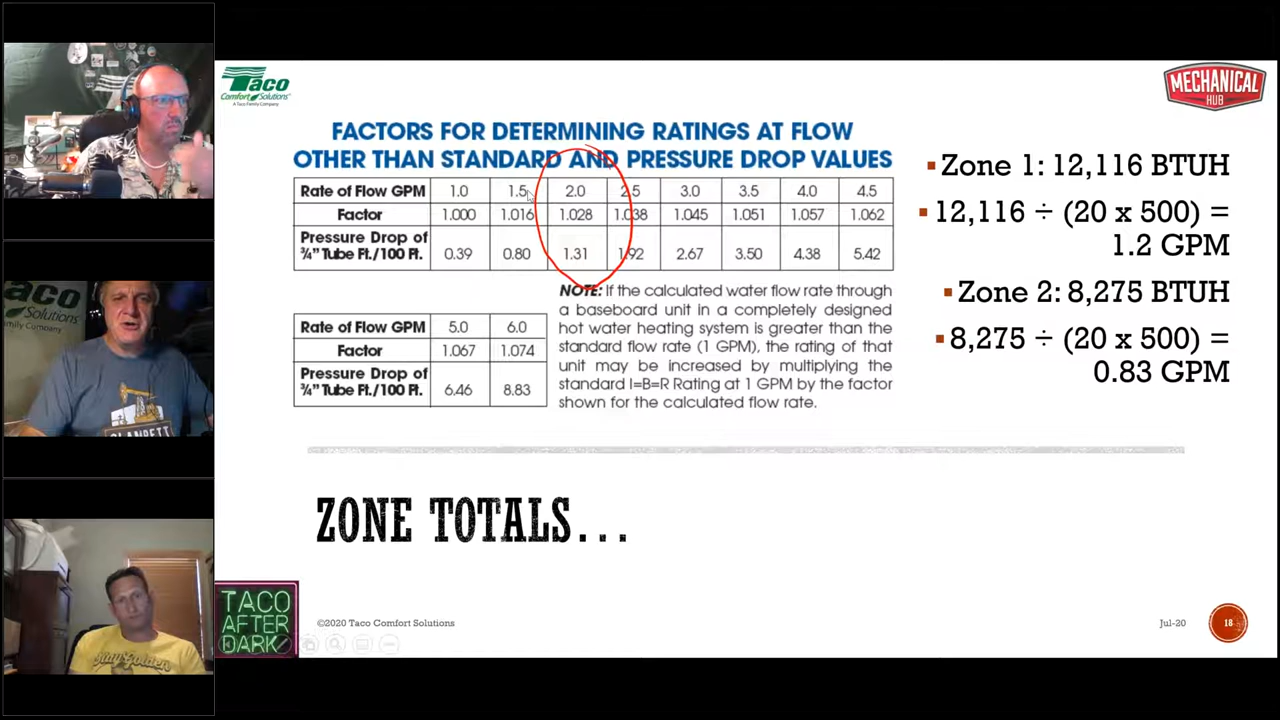 Taco
Comfort Solutions
A Taco Family Company
MECHANICAL
HUB
FACTORS FOR DETERMINING RATINGS AT FLOW
OTHER THAN STANDARD AND PRESSURE DROP VALUES
Rate of Flow GPM 1.0 1.5 2.0 2.5 3.0 3.5 4.0 4.5
Factor 1.000 1.016 1.028 1.038 1.045 1.051 1.057 1.062
Pressure Drop of
¾" Tube Ft./100 Ft. 0.39 0.80 1.31 1.92 2.67 3.50 4.38 5.42
NOTE: If the calculated water flow rate through
a baseboard unit in a completely designed
hot water heating system is greater than the
standard flow rate (1 GPM), the rating of that
unit may be increased by multiplying the
standard I=B=R Rating at 1 GPM by the factor
shown for the calculated flow rate.
Rate of Flow GPM 5.0 6.0
Factor 1.067 1.074
Pressure Drop of
¾" Tube Ft./100 Ft. 6.46 8.83
Zone 1: 12,116 BTUH
12,116 ÷ (20 x 500) =
1.2 GPM
Zone 2: 8,275 BTUH
8,275 ÷ (20 x 500) =
0.83 GPM
ZONE TOTALS...
TACO
AFTER
DARK
©2020 Taco Comfort Solutions
Jul-20
18
taco
Family Company